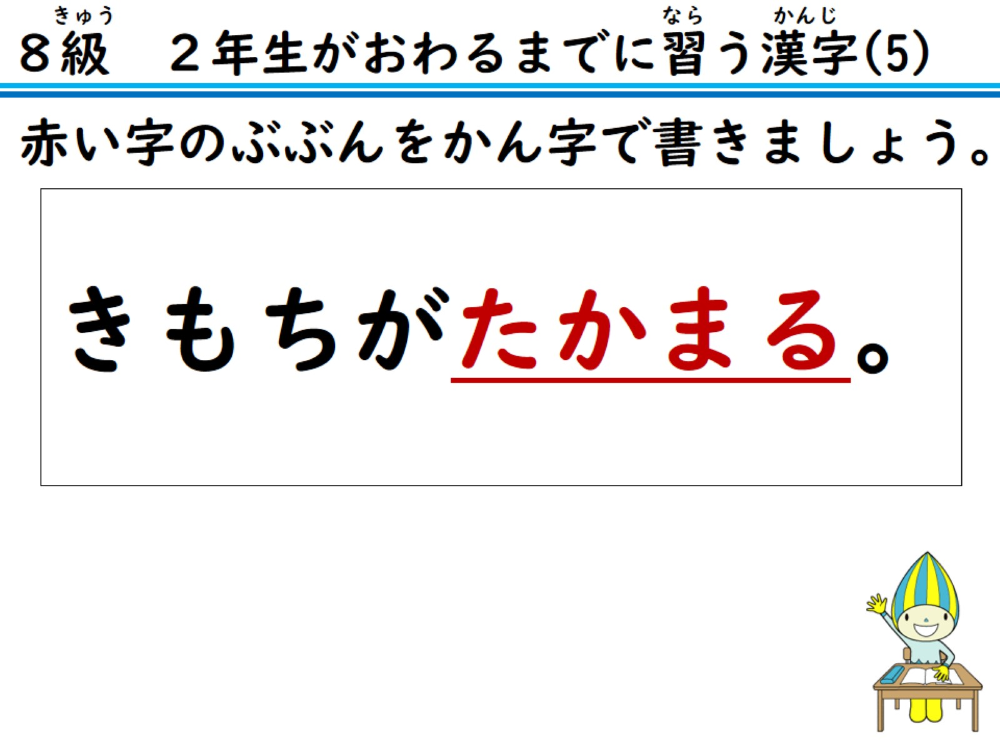 きゅう なら かんじ
８級　２年生がおわるまでに習う漢字(5)
赤い字のぶぶんをかん字で書きましょう。
きもちがたかまる。